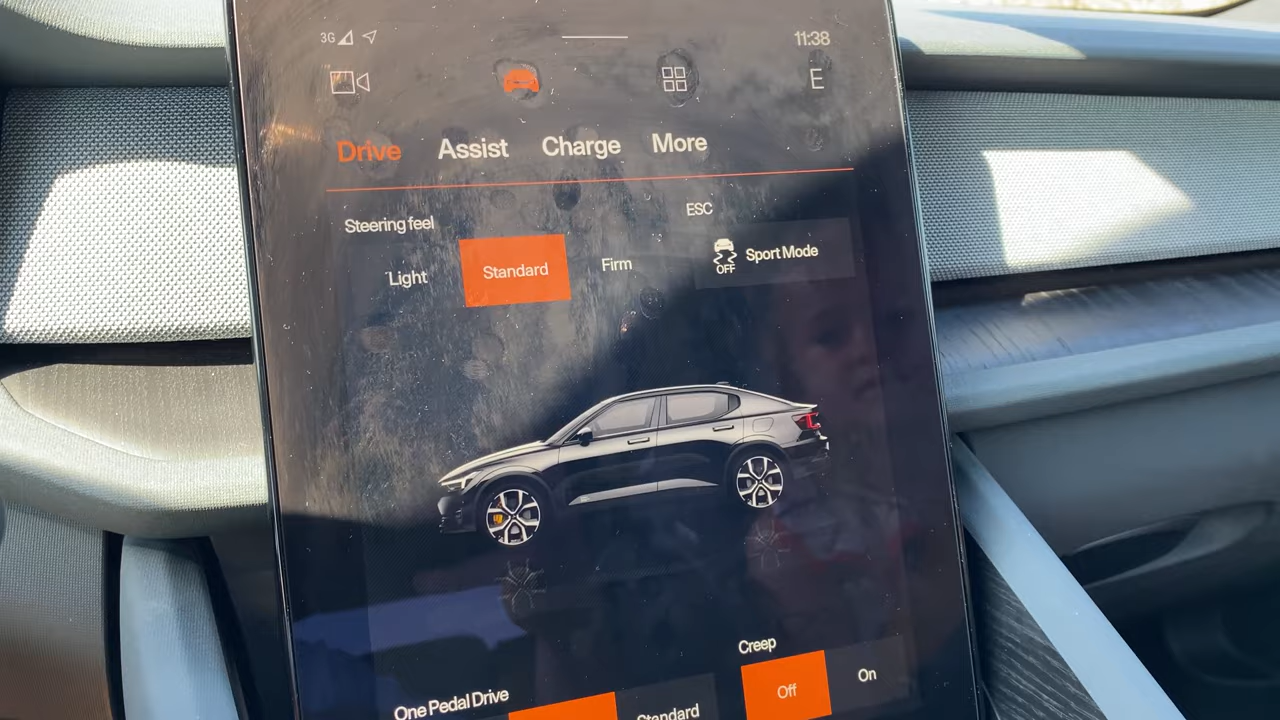 3G 11:38
E
Drive Assist Charge More
Steering feel ESC
Light Standard Firm OFF Sport Mode
Creep
Off On
One Pedal Drive
Standard